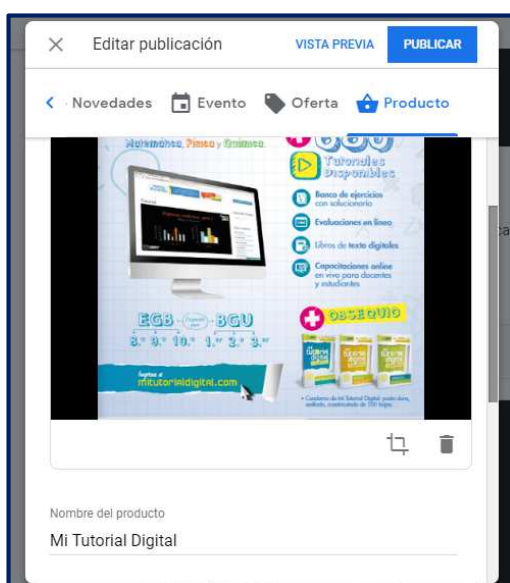 Editar publicación
VISTA PREVIA
PUBLICAR
Novedades
Evento
Oferta
Producto
Matemática, Física y Química.
Tutoriales
Disponibles
Banco de ejercicios
con solucionario
Evaluaciones en línea
Libros de texto digitales
Capacitaciones online
en vivo para docentes
y estudiantes
EGB
BGU
8.° 9.° 10.° 1.° 2.° 3.°
OBSEQUIO
mitutorialdigital.com
Nombre del producto
Mi Tutorial Digital